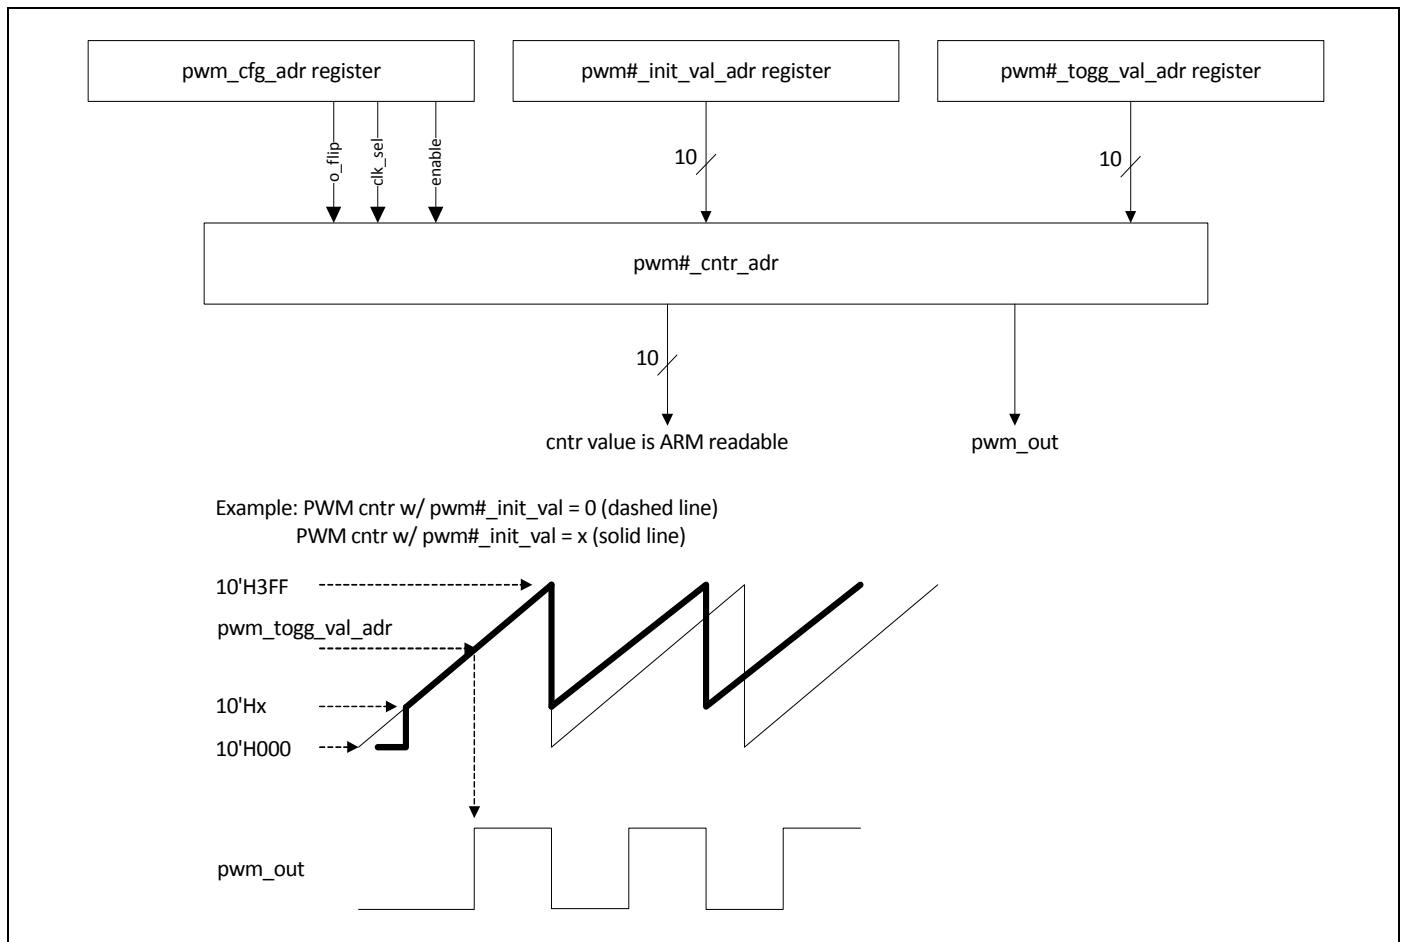 pwm_cfg_adr register
pwm#_init_val_adr register
pwm#_togg_val_adr register
o_flip
clk_sel
enable
10
10
pwm#_cntr_adr
10
cntr value is ARM readable
pwm_out
Example: PWM cntr w/ pwm#_init_val = 0 (dashed line)
PWM cntr w/ pwm#_init_val = x (solid line)
10'H3FF
pwm_togg_val_adr
10'Hx
10'H000
pwm_out